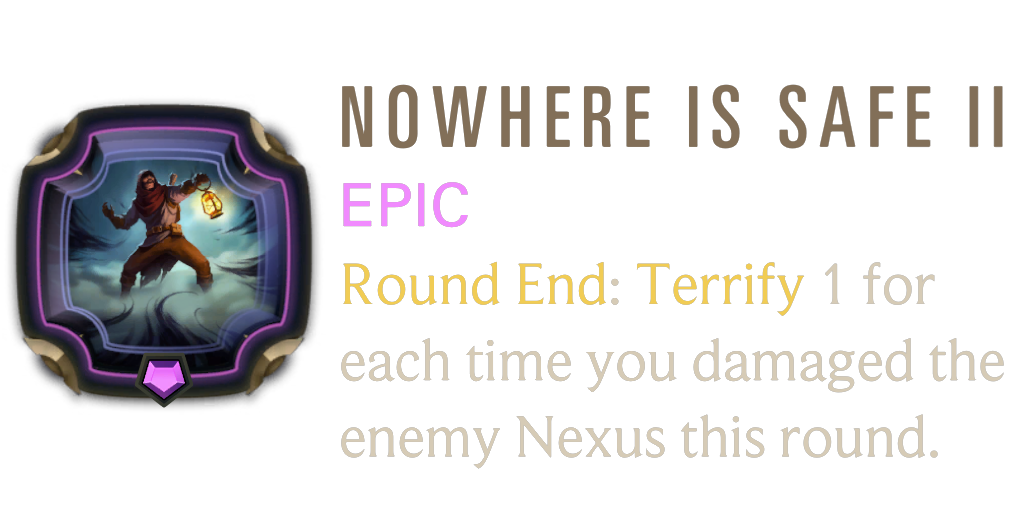 NOWHERE IS SAFE II
EPIC
Round End: Terrify 1 for
each time you damaged the
enemy Nexus this round.